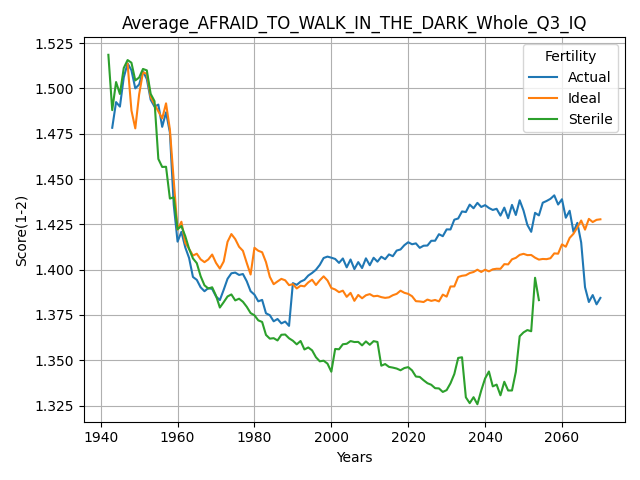 Average_AFRAID_TO_WALK_IN_THE_DARK_Whole_Q3_IQ
Fertility
Actual
Ideal
Sterile
Score(1-2)
1.525
1.500
1.475
1.450
1.425
1.400
1.375
1.350
1.325
1940 1960 1980 2000 2020 2040 2060
Years